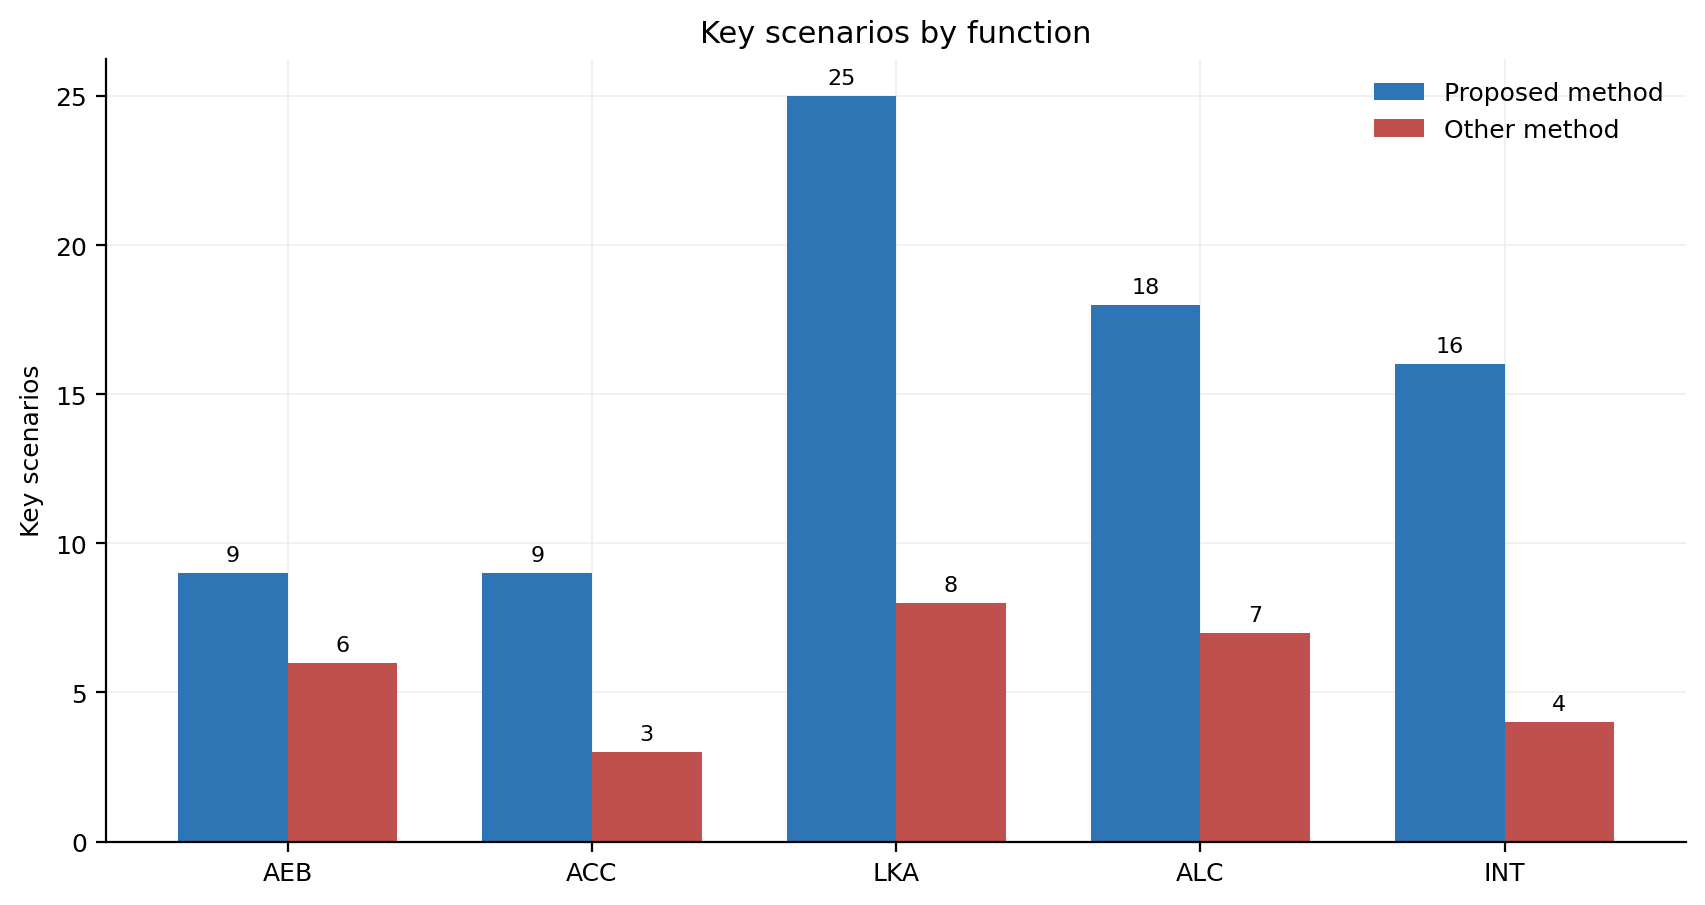 Key scenarios by function
Proposed method
Other method
Key scenarios
25
20
15
10
5
0
9
6
9
3
25
8
18
7
16
4
AEB
ACC
LKA
ALC
INT